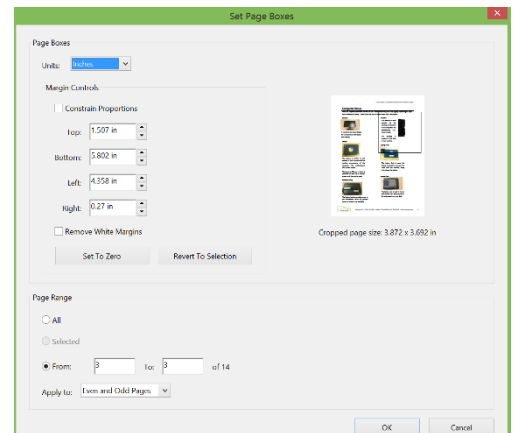 Set Page Boxes
Page Boxes
Units: Inches
Margin Controls
Constrain Proportions
Top: 1.507 in
Bottom: 5.802 in
Left: 4.358 in
Right: 0.27 in
Remove White Margins
Set To Zero Revert To Selection
Cropped page size: 3.872 x 3.692 in
Page Range
All
Selected
From: 3 To: 3 of 14
Apply to: Even and Odd Pages
OK Cancel